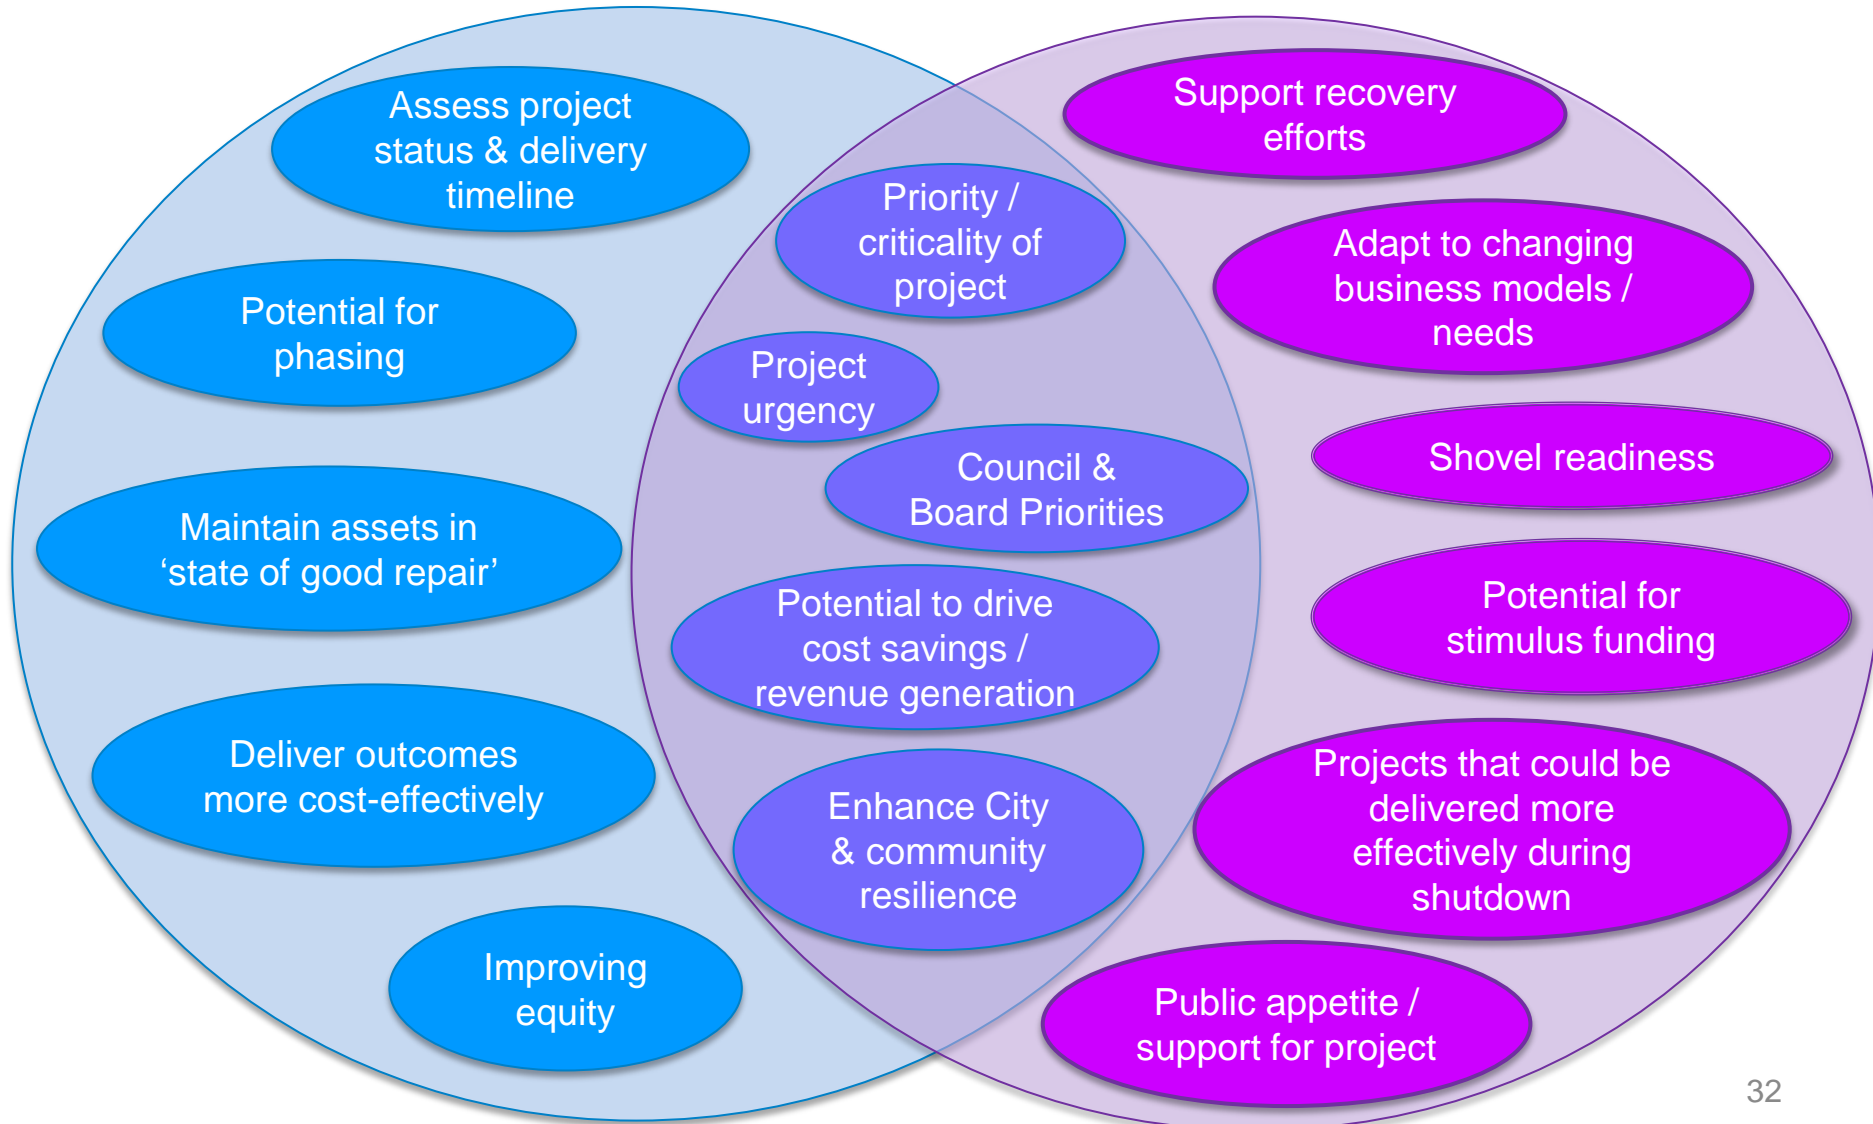 Assess project
status & delivery
timeline
Potential for
phasing
Maintain assets in
‘state of good repair’
Deliver outcomes
more cost-effectively
Improving
equity
Priority /
criticality of
project
Project
urgency
Council &
Board Priorities
Potential to drive
cost savings /
revenue generation
Enhance City
& community
resilience
Support recovery
efforts
Adapt to changing
business models /
needs
Shovel readiness
Potential for
stimulus funding
Projects that could be
delivered more
effectively during
shutdown
Public appetite /
support for project
32